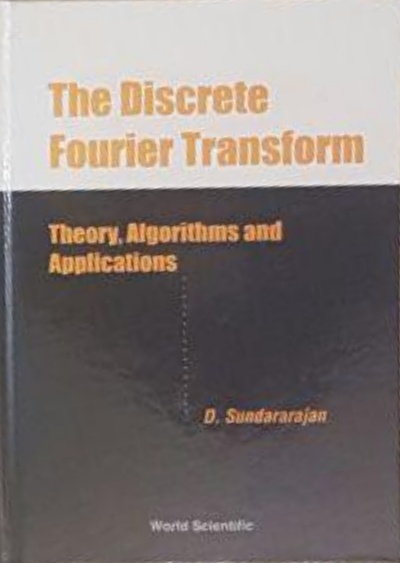 The Discrete
Fourier Transform
Theory, Algorithms and
Applications
D. Sundararajan
World Scientific